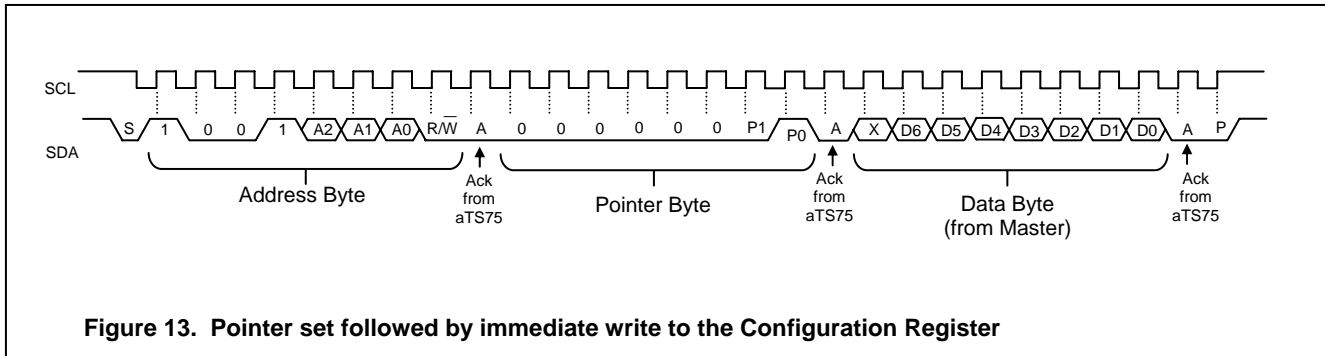 SCL
SDA
S 1 0 0 1 A2 A1 A0 R/W̅ A 0 0 0 0 0 0 P1 P0 A X D6 D5 D4 D3 D2 D1 D0 A P
Address Byte
Ack
from
aTS75
Pointer Byte
Ack
from
aTS75
Data Byte
(from Master)
Ack
from
aTS75
Figure 13. Pointer set followed by immediate write to the Configuration Register